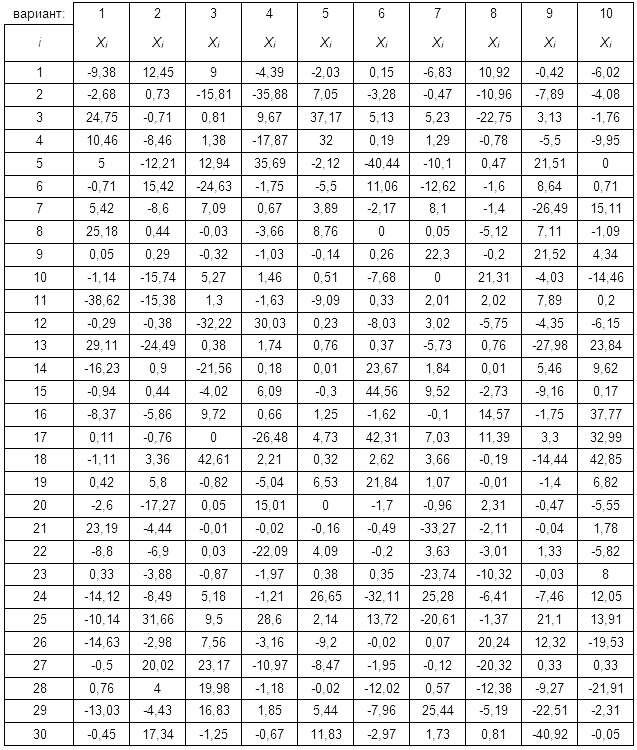 вариант: 1 2 3 4 5 6 7 8 9 10
i Xi Xi Xi Xi Xi Xi Xi Xi Xi Xi
1 -9,38 12,45 9 -4,39 -2,03 0,15 -6,83 10,92 -0,42 -6,02
2 -2,68 0,73 -15,81 -35,88 7,05 -3,28 -0,47 -10,96 -7,89 -4,08
3 24,75 -0,71 0,81 9,67 37,17 5,13 5,23 -22,75 3,13 -1,76
4 10,46 -8,46 1,38 -17,87 32 0,19 1,29 -0,78 -5,5 -9,95
5 5 -12,21 12,94 35,69 -2,12 -40,44 -10,1 0,47 21,51 0
6 -0,71 15,42 -24,63 -1,75 -5,5 11,06 -12,62 -1,6 8,64 0,71
7 5,42 -8,6 7,09 0,67 3,89 -2,17 8,1 -1,4 -26,49 15,11
8 25,18 0,44 -0,03 -3,66 8,76 0 0,05 -5,12 7,11 -1,09
9 0,05 0,29 -0,32 -1,03 -0,14 0,26 22,3 -0,2 21,52 4,34
10 -1,14 -15,74 5,27 1,46 0,51 -7,68 0 21,31 -4,03 -14,46
11 -38,62 -15,38 1,3 -1,63 -9,09 0,33 2,01 2,02 7,89 0,2
12 -0,29 -0,38 -32,22 30,03 0,23 -8,03 3,02 -5,75 -4,35 -6,15
13 29,11 -24,49 0,38 1,74 0,76 0,37 -5,73 0,76 -27,98 23,84
14 -16,23 0,9 -21,56 0,18 0,01 23,67 1,84 0,01 5,46 9,62
15 -0,94 0,44 -4,02 6,09 -0,3 44,56 9,52 -2,73 -9,16 0,17
16 -8,37 -5,86 9,72 0,66 1,25 -1,62 -0,1 14,57 -1,75 37,77
17 0,11 -0,76 0 -26,48 4,73 42,31 7,03 11,39 3,3 32,99
18 -1,11 3,36 42,61 2,21 0,32 2,62 3,66 -0,19 -14,44 42,85
19 0,42 5,8 -0,82 -5,04 6,53 21,84 1,07 -0,01 -1,4 6,82
20 -2,6 -17,27 0,05 15,01 0 -1,7 -0,96 2,31 -0,47 -5,55
21 23,19 -4,44 -0,01 -0,02 -0,16 -0,49 -33,27 -2,11 -0,04 1,78
22 -8,8 -6,9 0,03 -22,09 4,09 -0,2 3,63 -3,01 1,33 -5,82
23 0,33 -3,88 -0,87 -1,97 0,38 0,35 -23,74 -10,32 -0,03 8
24 -14,12 -8,49 5,18 -1,21 26,65 -32,11 25,28 -6,41 -7,46 12,05
25 -10,14 31,66 9,5 28,6 2,14 13,72 -20,61 -1,37 21,1 13,91
26 -14,63 -2,98 7,56 -3,16 -9,2 -0,02 0,07 20,24 12,32 -19,53
27 -0,5 20,02 23,17 -10,97 -8,47 -1,95 -0,12 -20,32 0,33 0,33
28 0,76 4 19,98 -1,18 -0,02 -12,02 0,57 -12,38 -9,27 -21,91
29 -13,03 -4,43 16,83 1,85 5,44 -7,96 25,44 -5,19 -22,51 -2,31
30 -0,45 17,34 -1,25 -0,67 11,83 -2,97 1,73 0,81 -40,92 -0,05